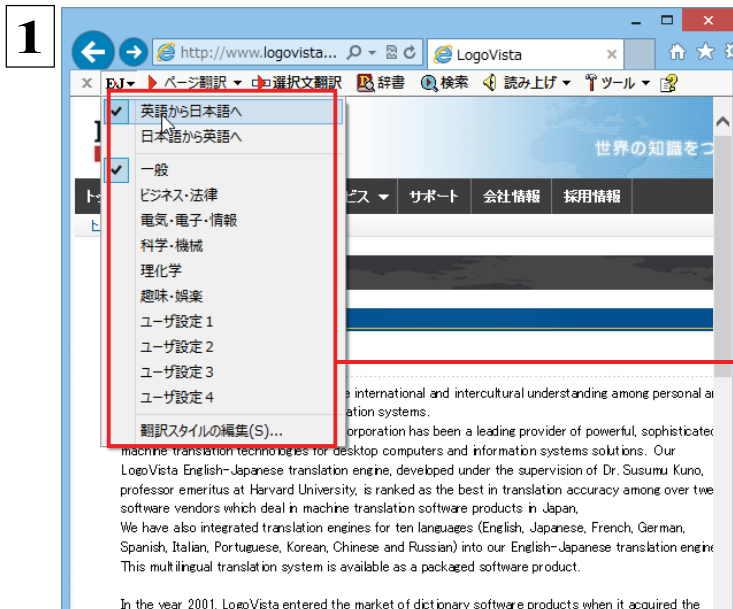 1
http://www.logovista...
LogoVista
EJ
ページ翻訳
選択文翻訳
辞書
検索
読み上げ
ツール
英語から日本語へ
日本語から英語へ
世界の知識をつ
一般
ビジネス・法律
ビス
サポート
会社情報
採用情報
電気・電子・情報
科学・機械
理化学
趣味・娯楽
ユーザ設定 1
ユーザ設定 2
ユーザ設定 3
ユーザ設定 4
international and intercultural understanding among personal
ation systems.
翻訳スタイルの編集(S)...
orporation has been a leading provider of powerful, sophisticated
machine translation technologies for desktop computers and information systems solutions. Our
LogoVista English-Japanese translation engine, developed under the supervision of Dr. Susumu Kuno,
professor emeritus at Harvard University, is ranked as the best in translation accuracy among over twe
software vendors which deal in machine translation software products in Japan,
We have also integrated translation engines for ten languages (English, Japanese, French, German,
Spanish, Italian, Portuguese, Korean, Chinese and Russian) into our English-Japanese translation engine
This multilingual translation system is available as a packaged software product.
In the year 2001, LogoVista entered the market of dictionary software products when it acquired the